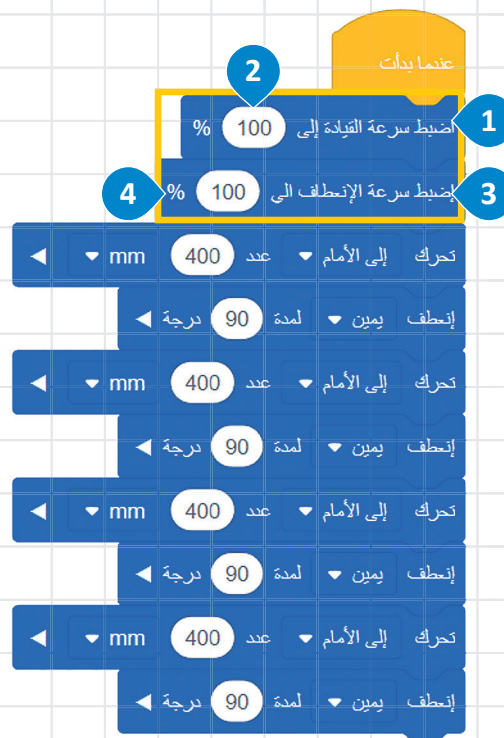 عندما بدأت
2
اضبط سرعة القيادة إلى 100 % 1
إضبط سرعة الإنعطاف الى 100 % 3
4
تحرك إلى الأمام عدد 400 mm
إنعطف يمين لمدة 90 درجة
تحرك إلى الأمام عدد 400 mm
إنعطف يمين لمدة 90 درجة
تحرك إلى الأمام عدد 400 mm
إنعطف يمين لمدة 90 درجة
تحرك إلى الأمام عدد 400 mm
إنعطف يمين لمدة 90 درجة